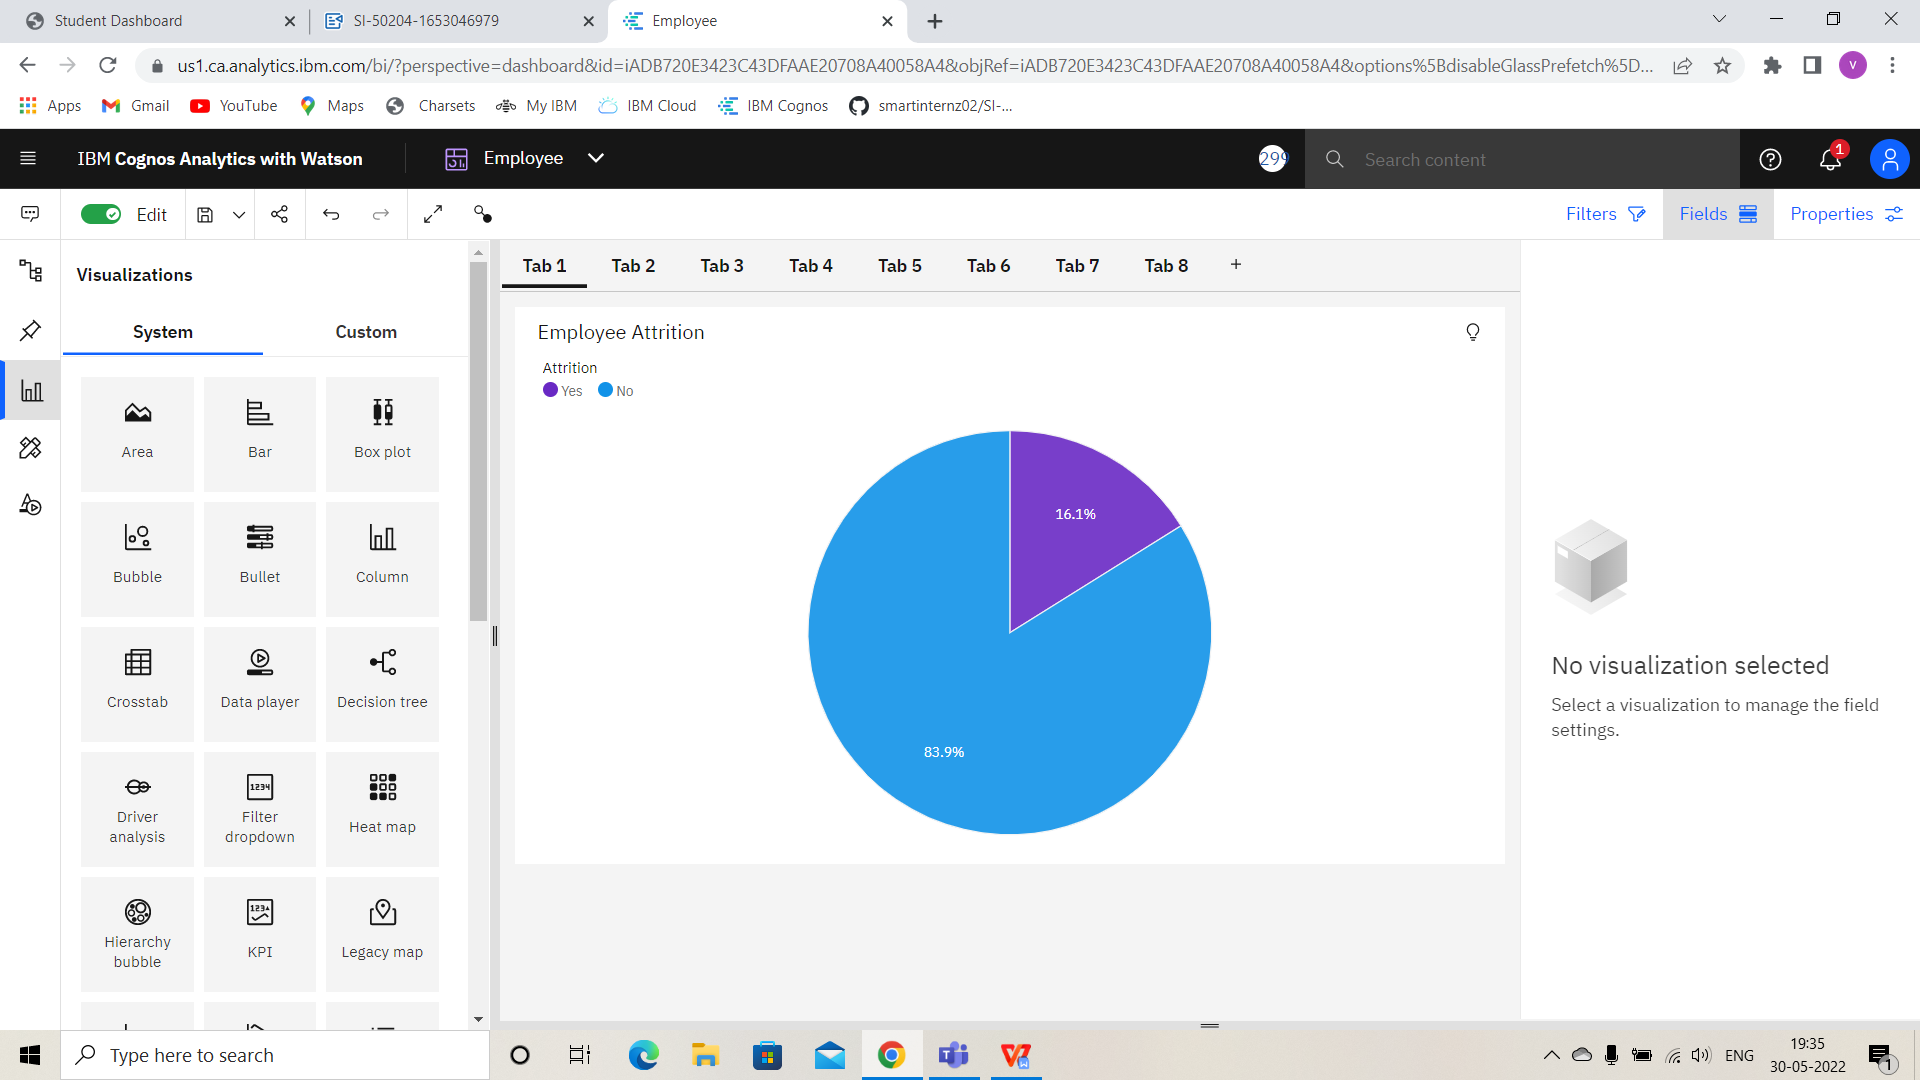 Student Dashboard
SI-50204-1653046979
Employee
us1.ca.analytics.ibm.com/bi/?perspective=dashboard&id=iADB720E3423C43DFAAE20708A40058A4&objRef=iADB720E3423C43DFAAE20708A40058A4&options%5BdisableGlassPrefetch%5D...
V
Apps
Gmail
YouTube
Maps
Charsets
My IBM
IBM Cloud
IBM Cognos
smartinternz02/SI-...
IBM Cognos Analytics with Watson
Employee
299
Search content
1
Edit
Filters
Fields
Properties
Visualizations
System
Custom
Area
Bar
Box plot
Bubble
Bullet
Column
Crosstab
Data player
Decision tree
Driver
analysis
1234
Filter
dropdown
Heat map
Hierarchy
bubble
KPI
Legacy map
Tab 1
Tab 2
Tab 3
Tab 4
Tab 5
Tab 6
Tab 7
Tab 8
+
Employee Attrition
Attrition
Yes
No
16.1%
83.9%
No visualization selected
Select a visualization to manage the field
settings.
Type here to search
ENG
19:35
30-05-2022
1